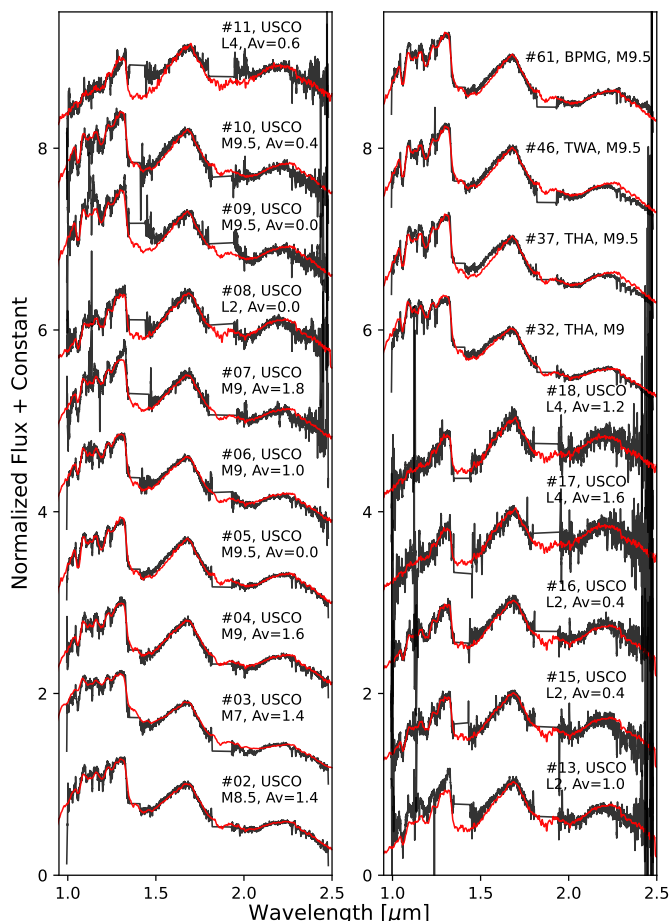 #11, USCO
L4, Av=0.6
#10, USCO
M9.5, Av=0.4
#09, USCO
M9.5, Av=0.0
#08, USCO
L2, Av=0.0
#07, USCO
M9, Av=1.8
#06, USCO
M9, Av=1.0
#05, USCO
M9.5, Av=0.0
#04, USCO
M9, Av=1.6
#03, USCO
M7, Av=1.4
#02, USCO
M8.5, Av=1.4
#61, BPMG, M9.5
#46, TWA, M9.5
#37, THA, M9.5
#32, THA, M9
#18, USCO
L4, Av=1.2
#17, USCO
L4, Av=1.6
#16, USCO
L2, Av=0.4
#15, USCO
L2, Av=0.4
#13, USCO
L2, Av=1.0
8
6
4
2
0
8
6
4
2
0
1.0 1.5 2.0 2.5
1.0 1.5 2.0 2.5
Normalized Flux + Constant
Wavelength [μm]